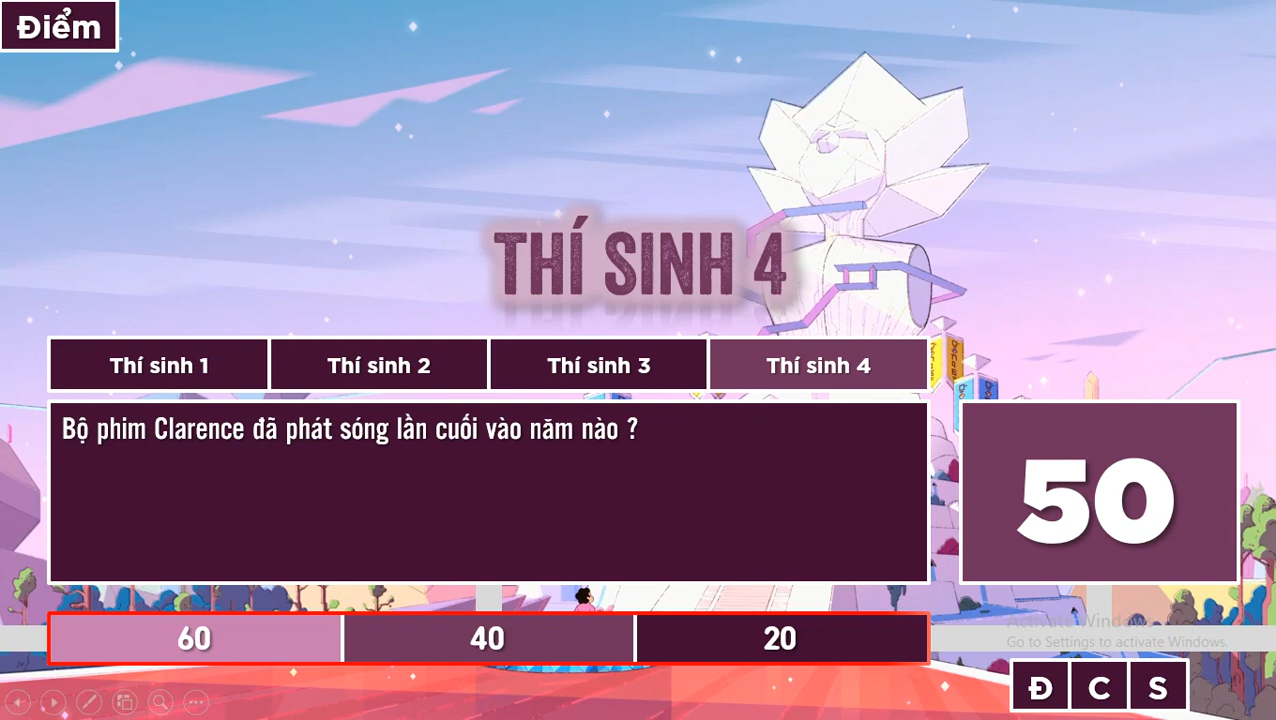 Điểm
THÍ SINH 4
Thí sinh 1 Thí sinh 2 Thí sinh 3 Thí sinh 4
Bộ phim Clarence đã phát sóng lần cuối vào năm nào ?
50
60 40 20
Activate Windows
Go to Settings to activate Windows.
Đ C S